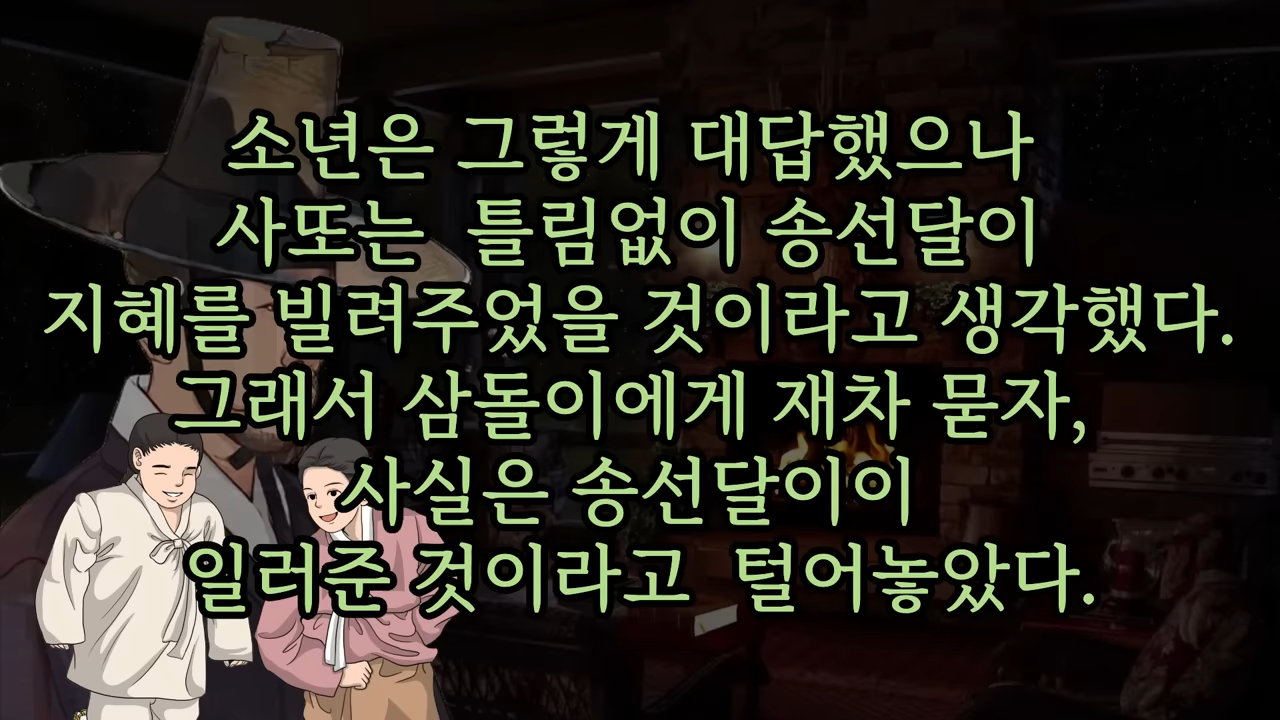 소년은 그렇게 대답했으나
사또는 틀림없이 송선달이
지혜를 빌려주었을 것이라고 생각했다.
그래서 삼돌이에게 재차 묻자,
사실은 송선달이이
일러준 것이라고 털어놓았다.